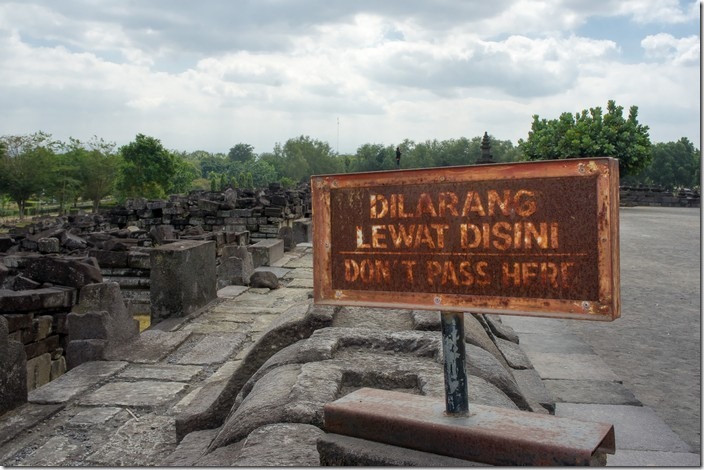 DILARANG
LEWAT DISINI
DON'T PASS HERE